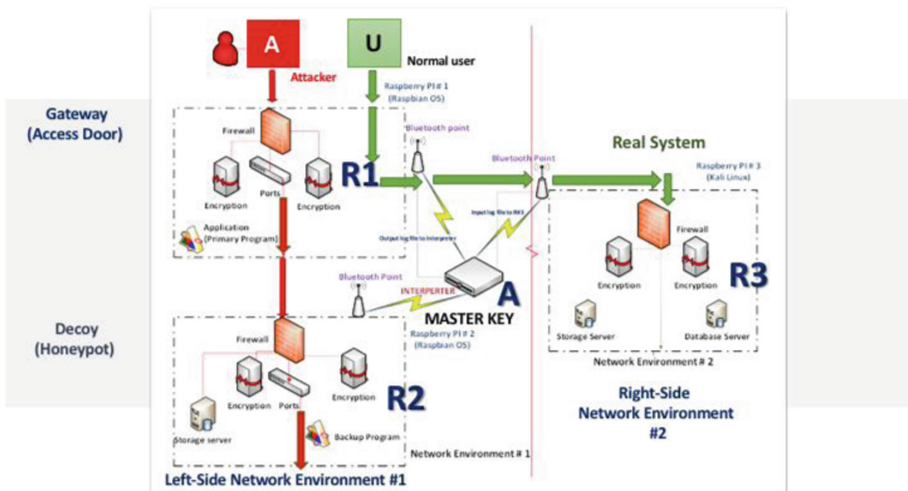 A
U
Normal user
Attacker
Raspberry PI # 1
(Raspbian OS)
Gateway
(Access Door)
Firewall
Bluetooth point
Bluetooth Point
Real System
Raspberry PI # 3
(Kali Linux)
R1
Encryption
Ports
Encryption
Application
(Primary Program)
Output log file to Interpreter
Input log file to RK3
Firewall
Encryption
Encryption
R3
Bluetooth Point
INTERPERTER
A
MASTER KEY
Storage Server
Database Server
Decoy
(Honeypot)
Firewall
Raspberry PI # 2
(Raspbian OS)
Network Environment # 2
Encryption
Ports
Encryption
R2
Storage server
Backup Program
Network Environment # 1
Right-Side
Network Environment
#2
Left-Side Network Environment #1